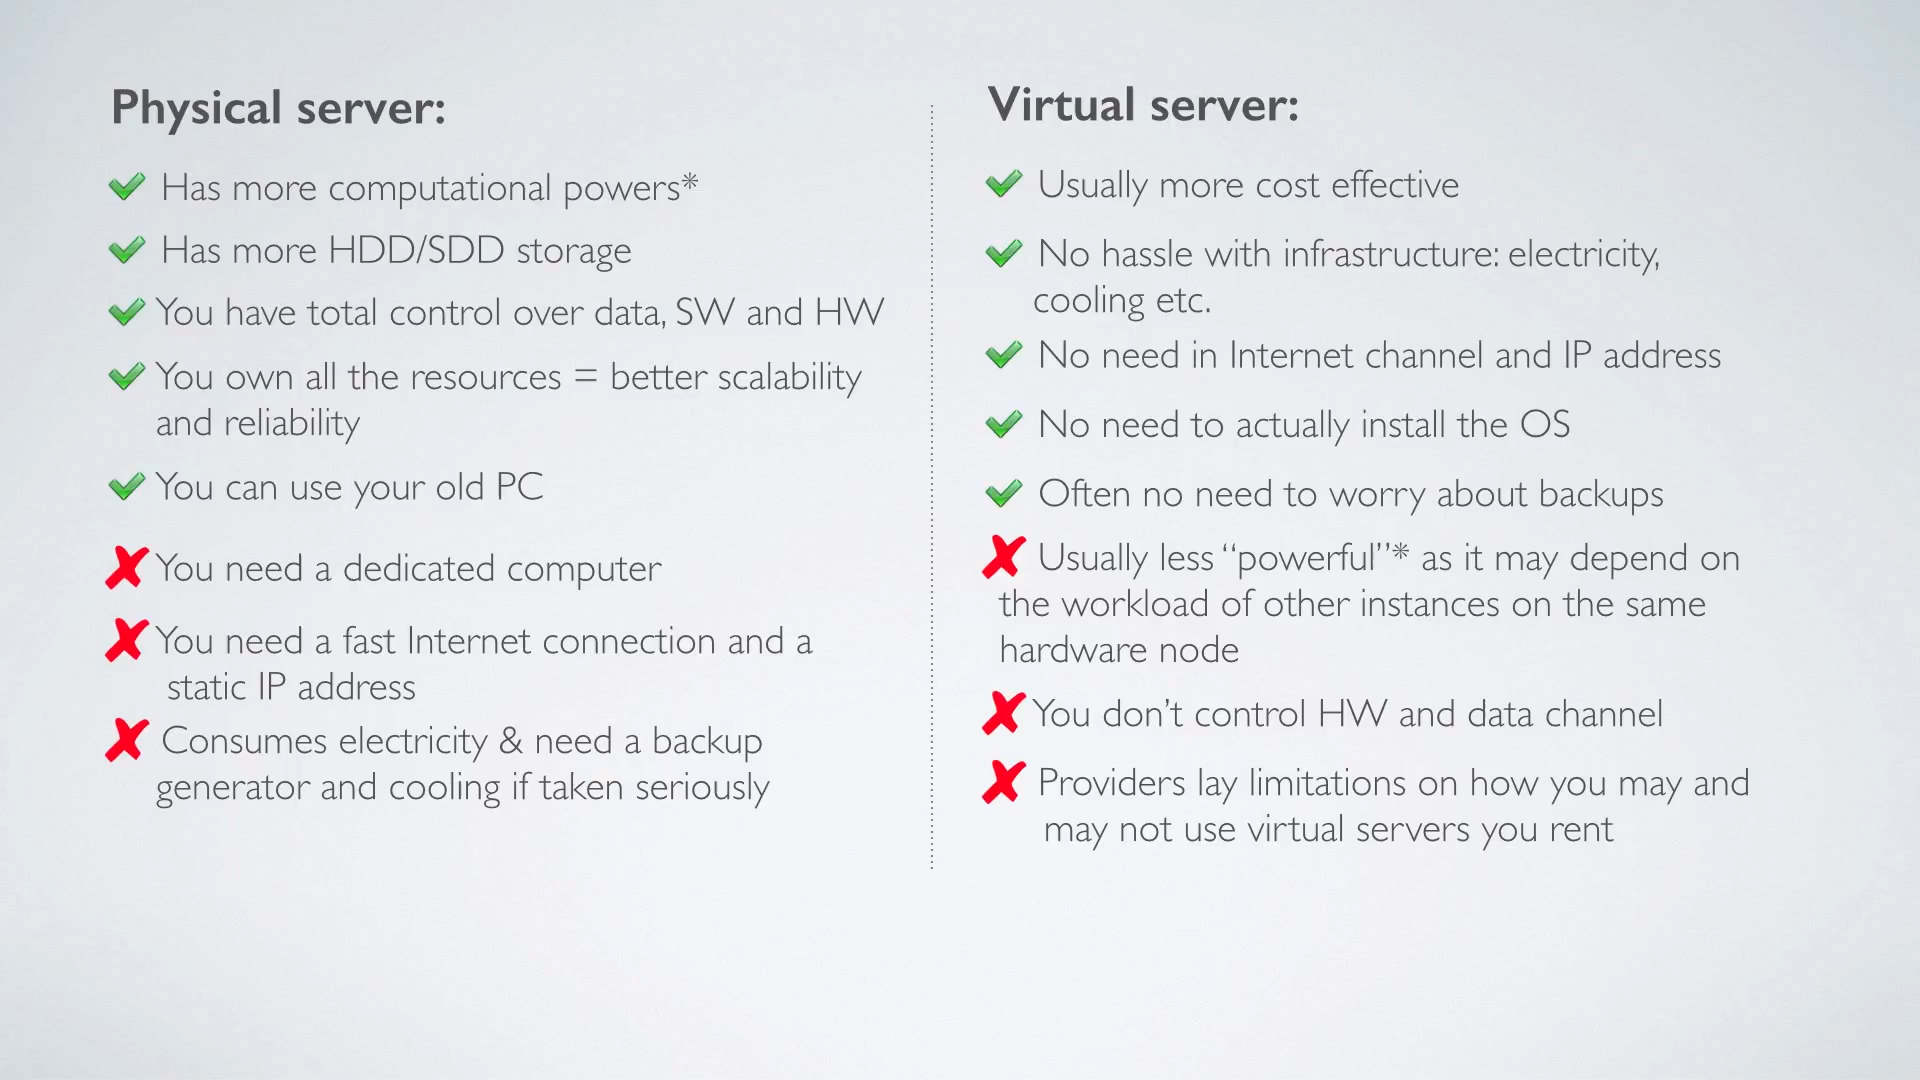 Physical server:
Has more computational powers*
Has more HDD/SDD storage
You have total control over data, SW and HW
You own all the resources = better scalability
and reliability
You can use your old PC
You need a dedicated computer
You need a fast Internet connection and a
static IP address
Consumes electricity & need a backup
generator and cooling if taken seriously
Virtual server:
Usually more cost effective
No hassle with infrastructure: electricity,
cooling etc.
No need in Internet channel and IP address
No need to actually install the OS
Often no need to worry about backups
Usually less “powerful”* as it may depend on
the workload of other instances on the same
hardware node
You don’t control HW and data channel
Providers lay limitations on how you may and
may not use virtual servers you rent